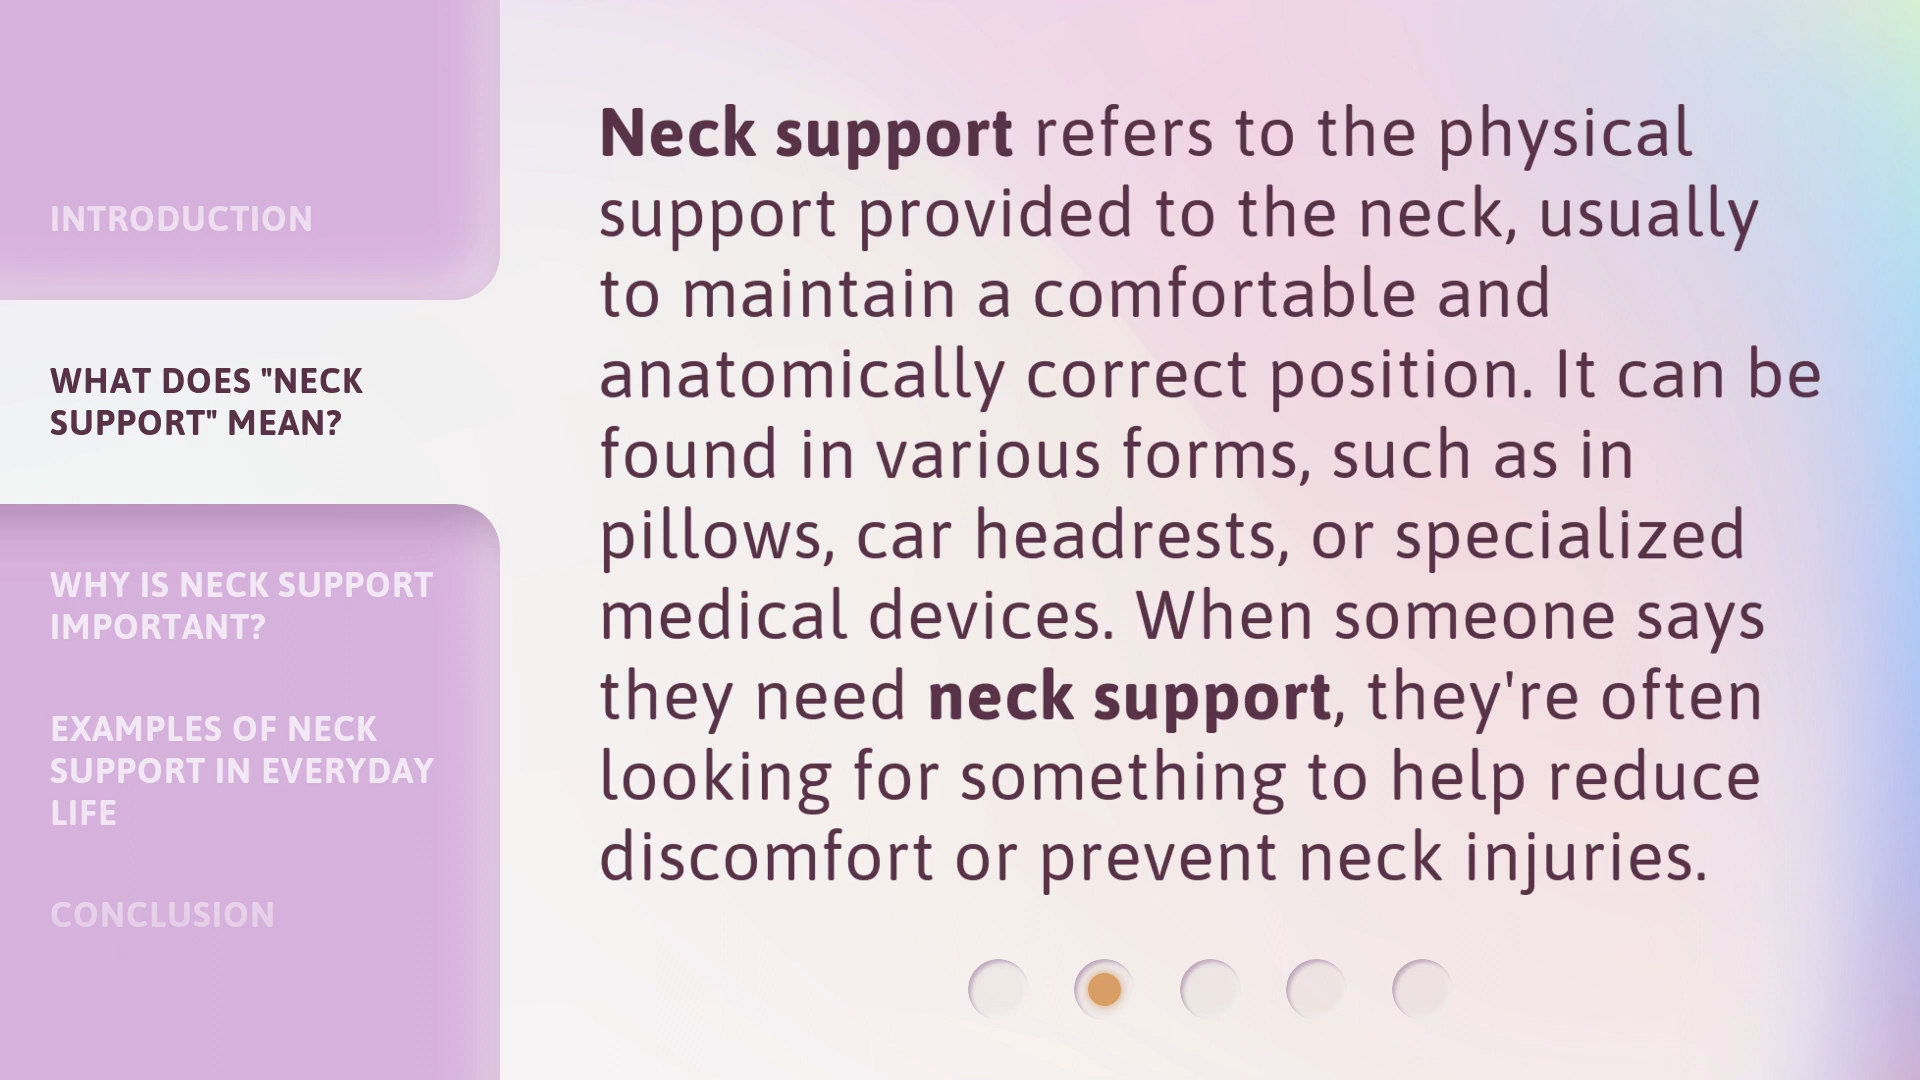 INTRODUCTION
WHAT DOES "NECK
SUPPORT" MEAN?
WHY IS NECK SUPPORT
IMPORTANT?
EXAMPLES OF NECK
SUPPORT IN EVERYDAY
LIFE
CONCLUSION
Neck support refers to the physical
support provided to the neck, usually
to maintain a comfortable and
anatomically correct position. It can be
found in various forms, such as in
pillows, car headrests, or specialized
medical devices. When someone says
they need neck support, they're often
looking for something to help reduce
discomfort or prevent neck injuries.